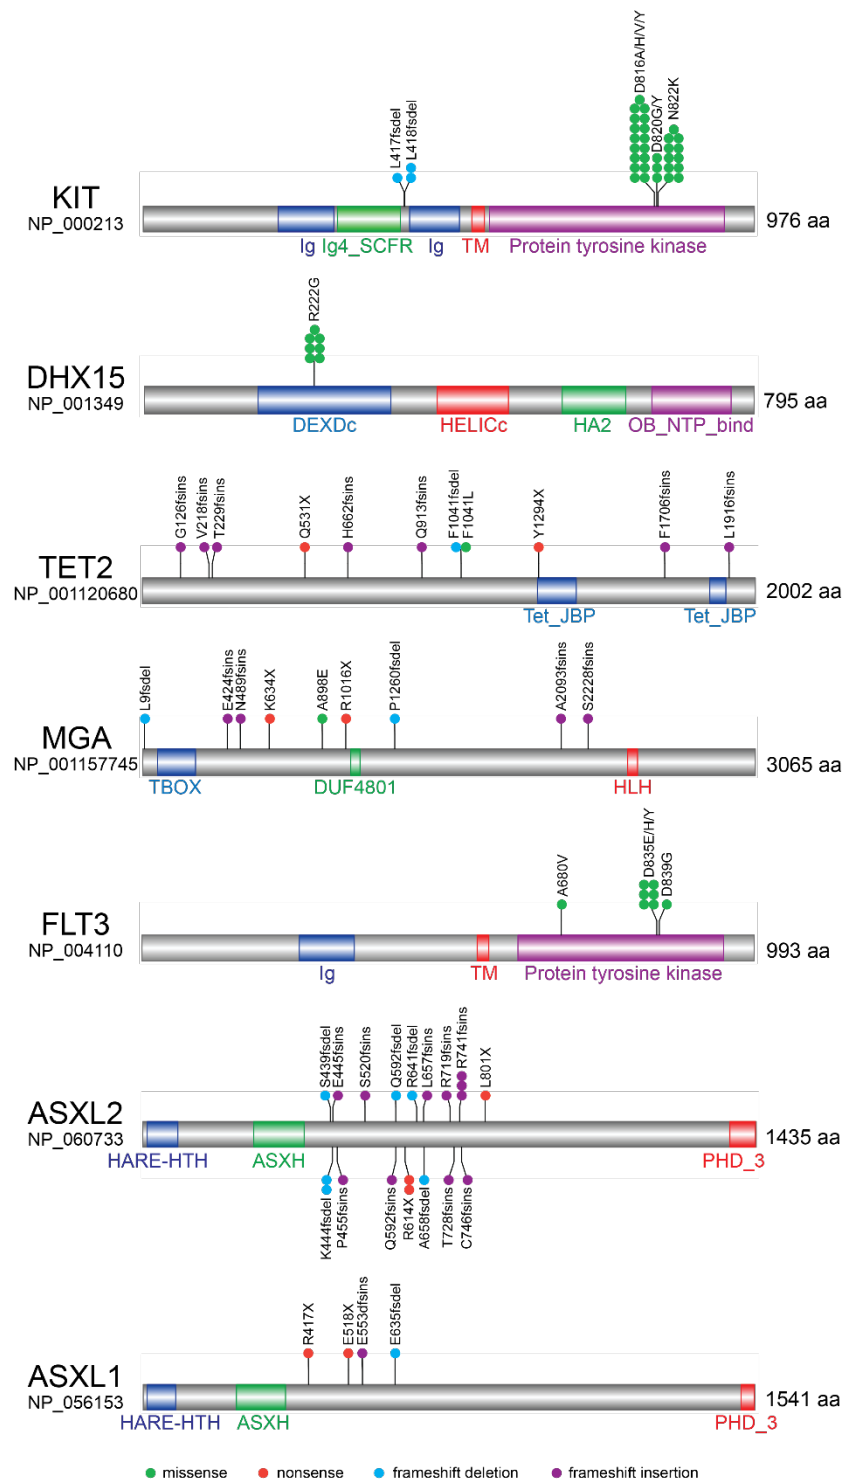 D816A/H/V/Y
D820G/Y
N822K
L417fsdel
L418fsdel
KIT
NP_000213
976 aa
Ig Ig4_SCFR Ig TM Protein tyrosine kinase
R222G
DHX15
NP_001349
795 aa
DEXDc HELICc HA2 OB_NTP_bind
G126fsins
V218fsins
T229fsins
Q531X
H662fsins
Q913fsins
F1041fsdel
F1041L
Y1294X
F1706fsins
L1916fsins
TET2
NP_001120680
2002 aa
Tet_JBP Tet_JBP
L9fsdel
E424fsins
N489fsins
K634X
A898E
R1016X
P1260fsdel
A2093fsins
S2228fsins
MGA
NP_001157745
3065 aa
TBOX DUF4801 HLH
A680V
D835E/H/Y
D839G
FLT3
NP_004110
993 aa
Ig TM Protein tyrosine kinase
S439fsdel
E445fsins
S520fsins
Q592fsdel
R641fsdel
L657fsins
R719fsins
R741fsins
L801X
ASXL2
NP_060733
1435 aa
HARE-HTH ASXH PHD_3
K444fsdel
P455fsins
Q592fsins
R614X
A658fsdel
T728fsins
C746fsins
R417X
E518X
E553dfsins
E635fsdel
ASXL1
NP_056153
1541 aa
HARE-HTH ASXH PHD_3
missense nonsense frameshift deletion frameshift insertion